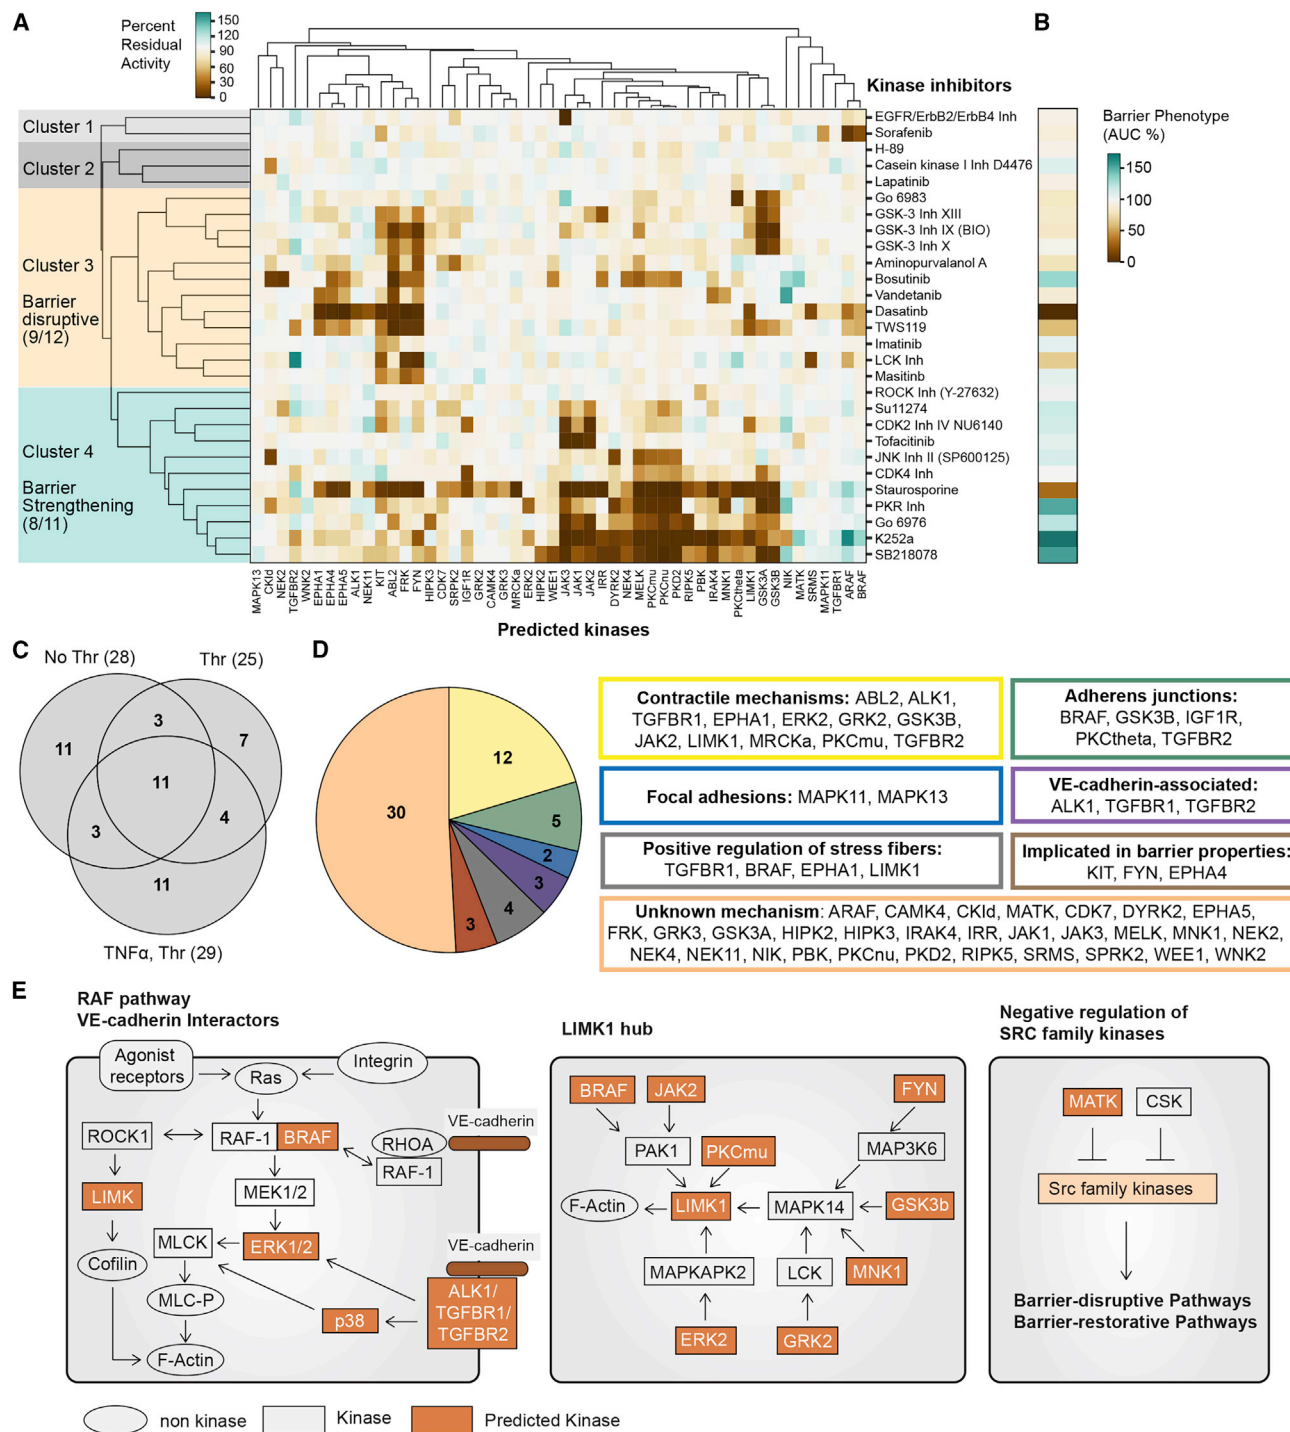 A
Percent
Residual
Activity
150
120
90
60
30
0
B
Kinase inhibitors
Barrier Phenotype
(AUC %)
150
100
50
0
Cluster 1
Cluster 2
Cluster 3
Barrier
disruptive
(9/12)
Cluster 4
Barrier
Strengthening
(8/11)
EGFR/ErbB2/ErbB4 Inh
Sorafenib
H-89
Casein kinase I Inh D4476
Lapatinib
Go 6983
GSK-3 Inh XIII
GSK-3 Inh IX (BIO)
GSK-3 Inh X
Aminopurvalanol A
Bosutinib
Vandetanib
Dasatinb
TWS119
Imatinib
LCK Inh
Masitinb
ROCK Inh (Y-27632)
Su11274
CDK2 Inh IV NU6140
Tofacitinib
JNK Inh II (SP600125)
CDK4 Inh
Staurosporine
PKR Inh
Go 6976
K252a
SB218078
MAPK13
CKId
NEK2
TGFBR2
WNK2
EPHA1
EPHA4
EPHA5
ALK1
NEK11
KIT
ABL2
FRK
FYN
HIPK3
CDK7
SRPK2
IGF1R
GRK2
CAMK4
GRK3
MRCKa
ERK2
HIPK2
WEE1
JAK3
JAK1
JAK2
IRR
DYRK2
NEK4
MELK
PKCmu
PKCnu
PKD2
RIPK5
PBK
IRAK4
MNK1
PKCtheta
LIMK1
GSK3A
GSK3B
NIK
MATK
SRMS
MAPK11
TGFBR1
ARAF
BRAF
Predicted kinases
C
No Thr (28)
Thr (25)
3
11
7
11
3
4
11
TNFα, Thr (29)
D
12
5
2
3
4
3
30
Contractile mechanisms: ABL2, ALK1,
TGFBR1, EPHA1, ERK2, GRK2, GSK3B,
JAK2, LIMK1, MRCKa, PKCmu, TGFBR2
Adherens junctions:
BRAF, GSK3B, IGF1R,
PKCtheta, TGFBR2
Focal adhesions: MAPK11, MAPK13
VE-cadherin-associated:
ALK1, TGFBR1, TGFBR2
Positive regulation of stress fibers:
TGFBR1, BRAF, EPHA1, LIMK1
Implicated in barrier properties:
KIT, FYN, EPHA4
Unknown mechanism: ARAF, CAMK4, CKId, MATK, CDK7, DYRK2, EPHA5,
FRK, GRK3, GSK3A, HIPK2, HIPK3, IRAK4, IRR, JAK1, JAK3, MELK, MNK1, NEK2,
NEK4, NEK11, NIK, PBK, PKCnu, PKD2, RIPK5, SRMS, SPRK2, WEE1, WNK2
E
RAF pathway
VE-cadherin Interactors
Agonist
receptors
Ras
Integrin
ROCK1
RAF-1
BRAF
RHOA
RAF-1
VE-cadherin
LIMK
MEK1/2
Cofilin
MLCK
ERK1/2
VE-cadherin
MLC-P
p38
ALK1/
TGFBR1/
TGFBR2
F-Actin
LIMK1 hub
BRAF
JAK2
FYN
PAK1
PKCmu
MAP3K6
F-Actin
LIMK1
MAPK14
GSK3b
MAPKAPK2
LCK
MNK1
ERK2
GRK2
Negative regulation of
SRC family kinases
MATK
CSK
Src family kinases
Barrier-disruptive Pathways
Barrier-restorative Pathways
non kinase
Kinase
Predicted Kinase